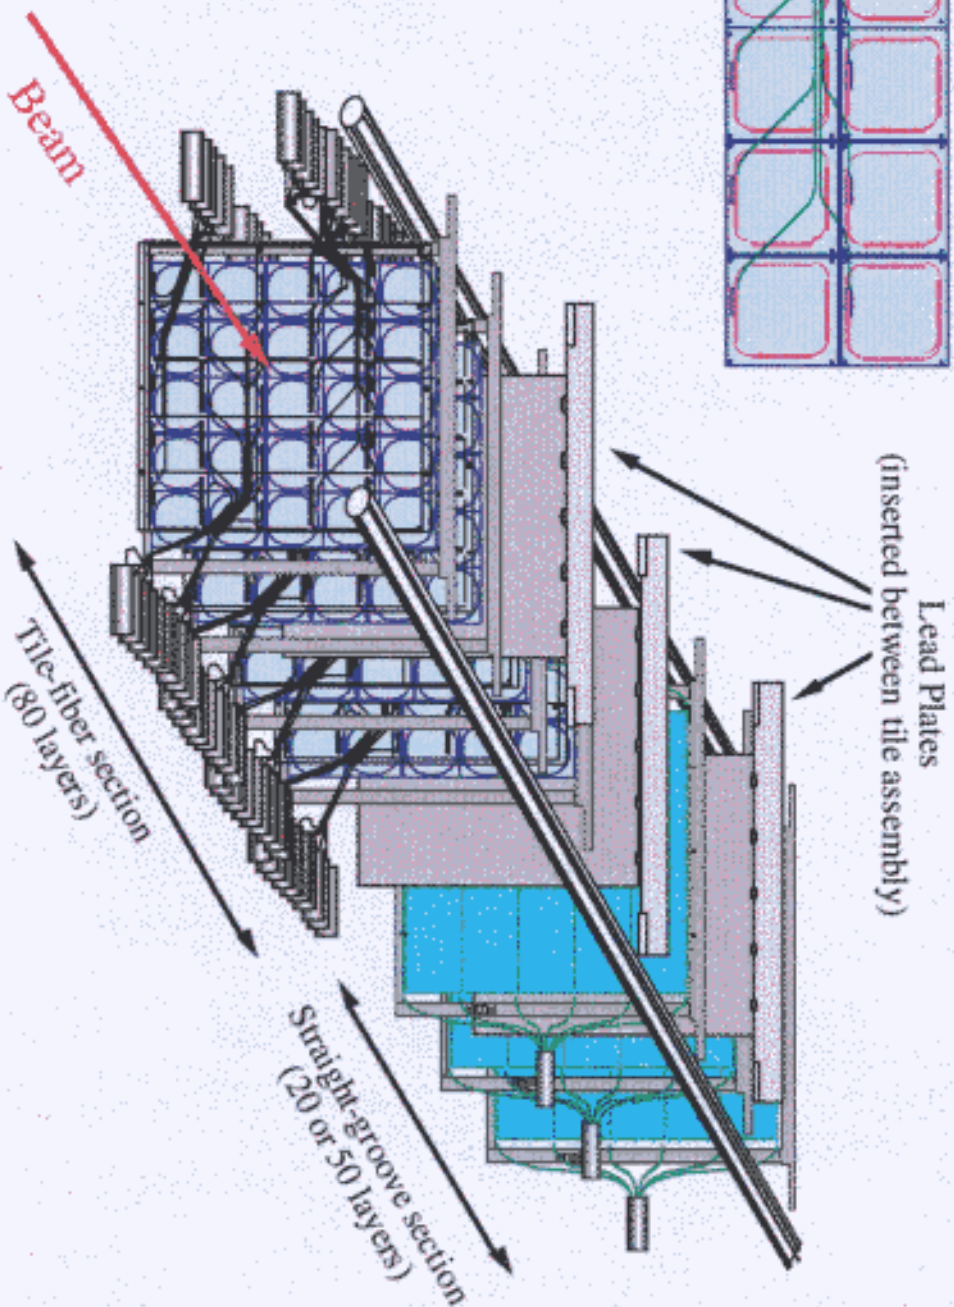 Beam
Lead Plates
(inserted between tile assembly)
Tile-fiber section
(80 layers)
Straight-groove section
(20 or 50 layers)